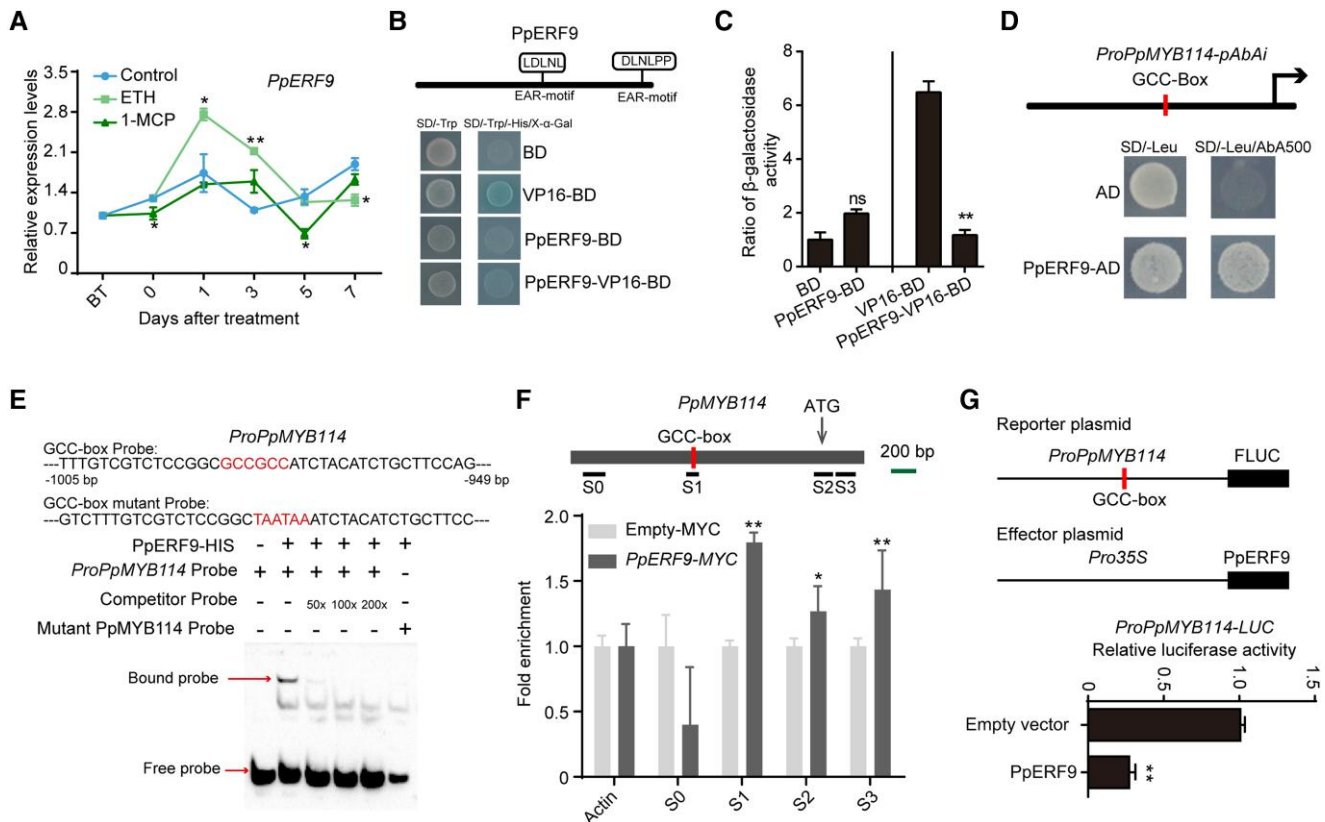 A
PpERF9
Control
ETH
1-MCP
Relative expression levels
3.5
2.8
2.1
1.4
0.7
0
*
**
*
*
*
BT
0
1
3
5
7
Days after treatment
B
PpERF9
LDLNL
DLNLPP
EAR-motif
EAR-motif
SD/-Trp
SD/-Trp/-His/X-α-Gal
BD
VP16-BD
PpERF9-BD
PpERF9-VP16-BD
C
Ratio of β-galactosidase
activity
8
6
4
2
0
ns
**
BD
PpERF9-BD
VP16-BD
PpERF9-VP16-BD
D
ProPpMYB114-pAbAi
GCC-Box
SD/-Leu
SD/-Leu/AbA500
AD
PpERF9-AD
E
ProPpMYB114
GCC-box Probe:
---TTTGTCGTCTCCGGCGCCGCCATCTACATCTGCTTCCAG---
-1005 bp
-949 bp
GCC-box mutant Probe:
---GTCTTTGTCGTCTCCGGCTAATAAATCTACATCTGCTTCC---
PpERF9-HIS - + + + + +
ProPpMYB114 Probe + + + + + -
Competitor Probe - - 50x 100x 200x -
Mutant PpMYB114 Probe - - - - - +
Bound probe
Free probe
F
PpMYB114
ATG
GCC-box
200 bp
S0
S1
S2
S3
Fold enrichment
2.0
1.5
1.0
0.5
0
Empty-MYC
PpERF9-MYC
**
*
**
Actin
S0
S1
S2
S3
G
Reporter plasmid
ProPpMYB114
FLUC
GCC-box
Effector plasmid
Pro35S
PpERF9
ProPpMYB114-LUC
Relative luciferase activity
0
0.5
1.0
1.5
Empty vector
PpERF9
**